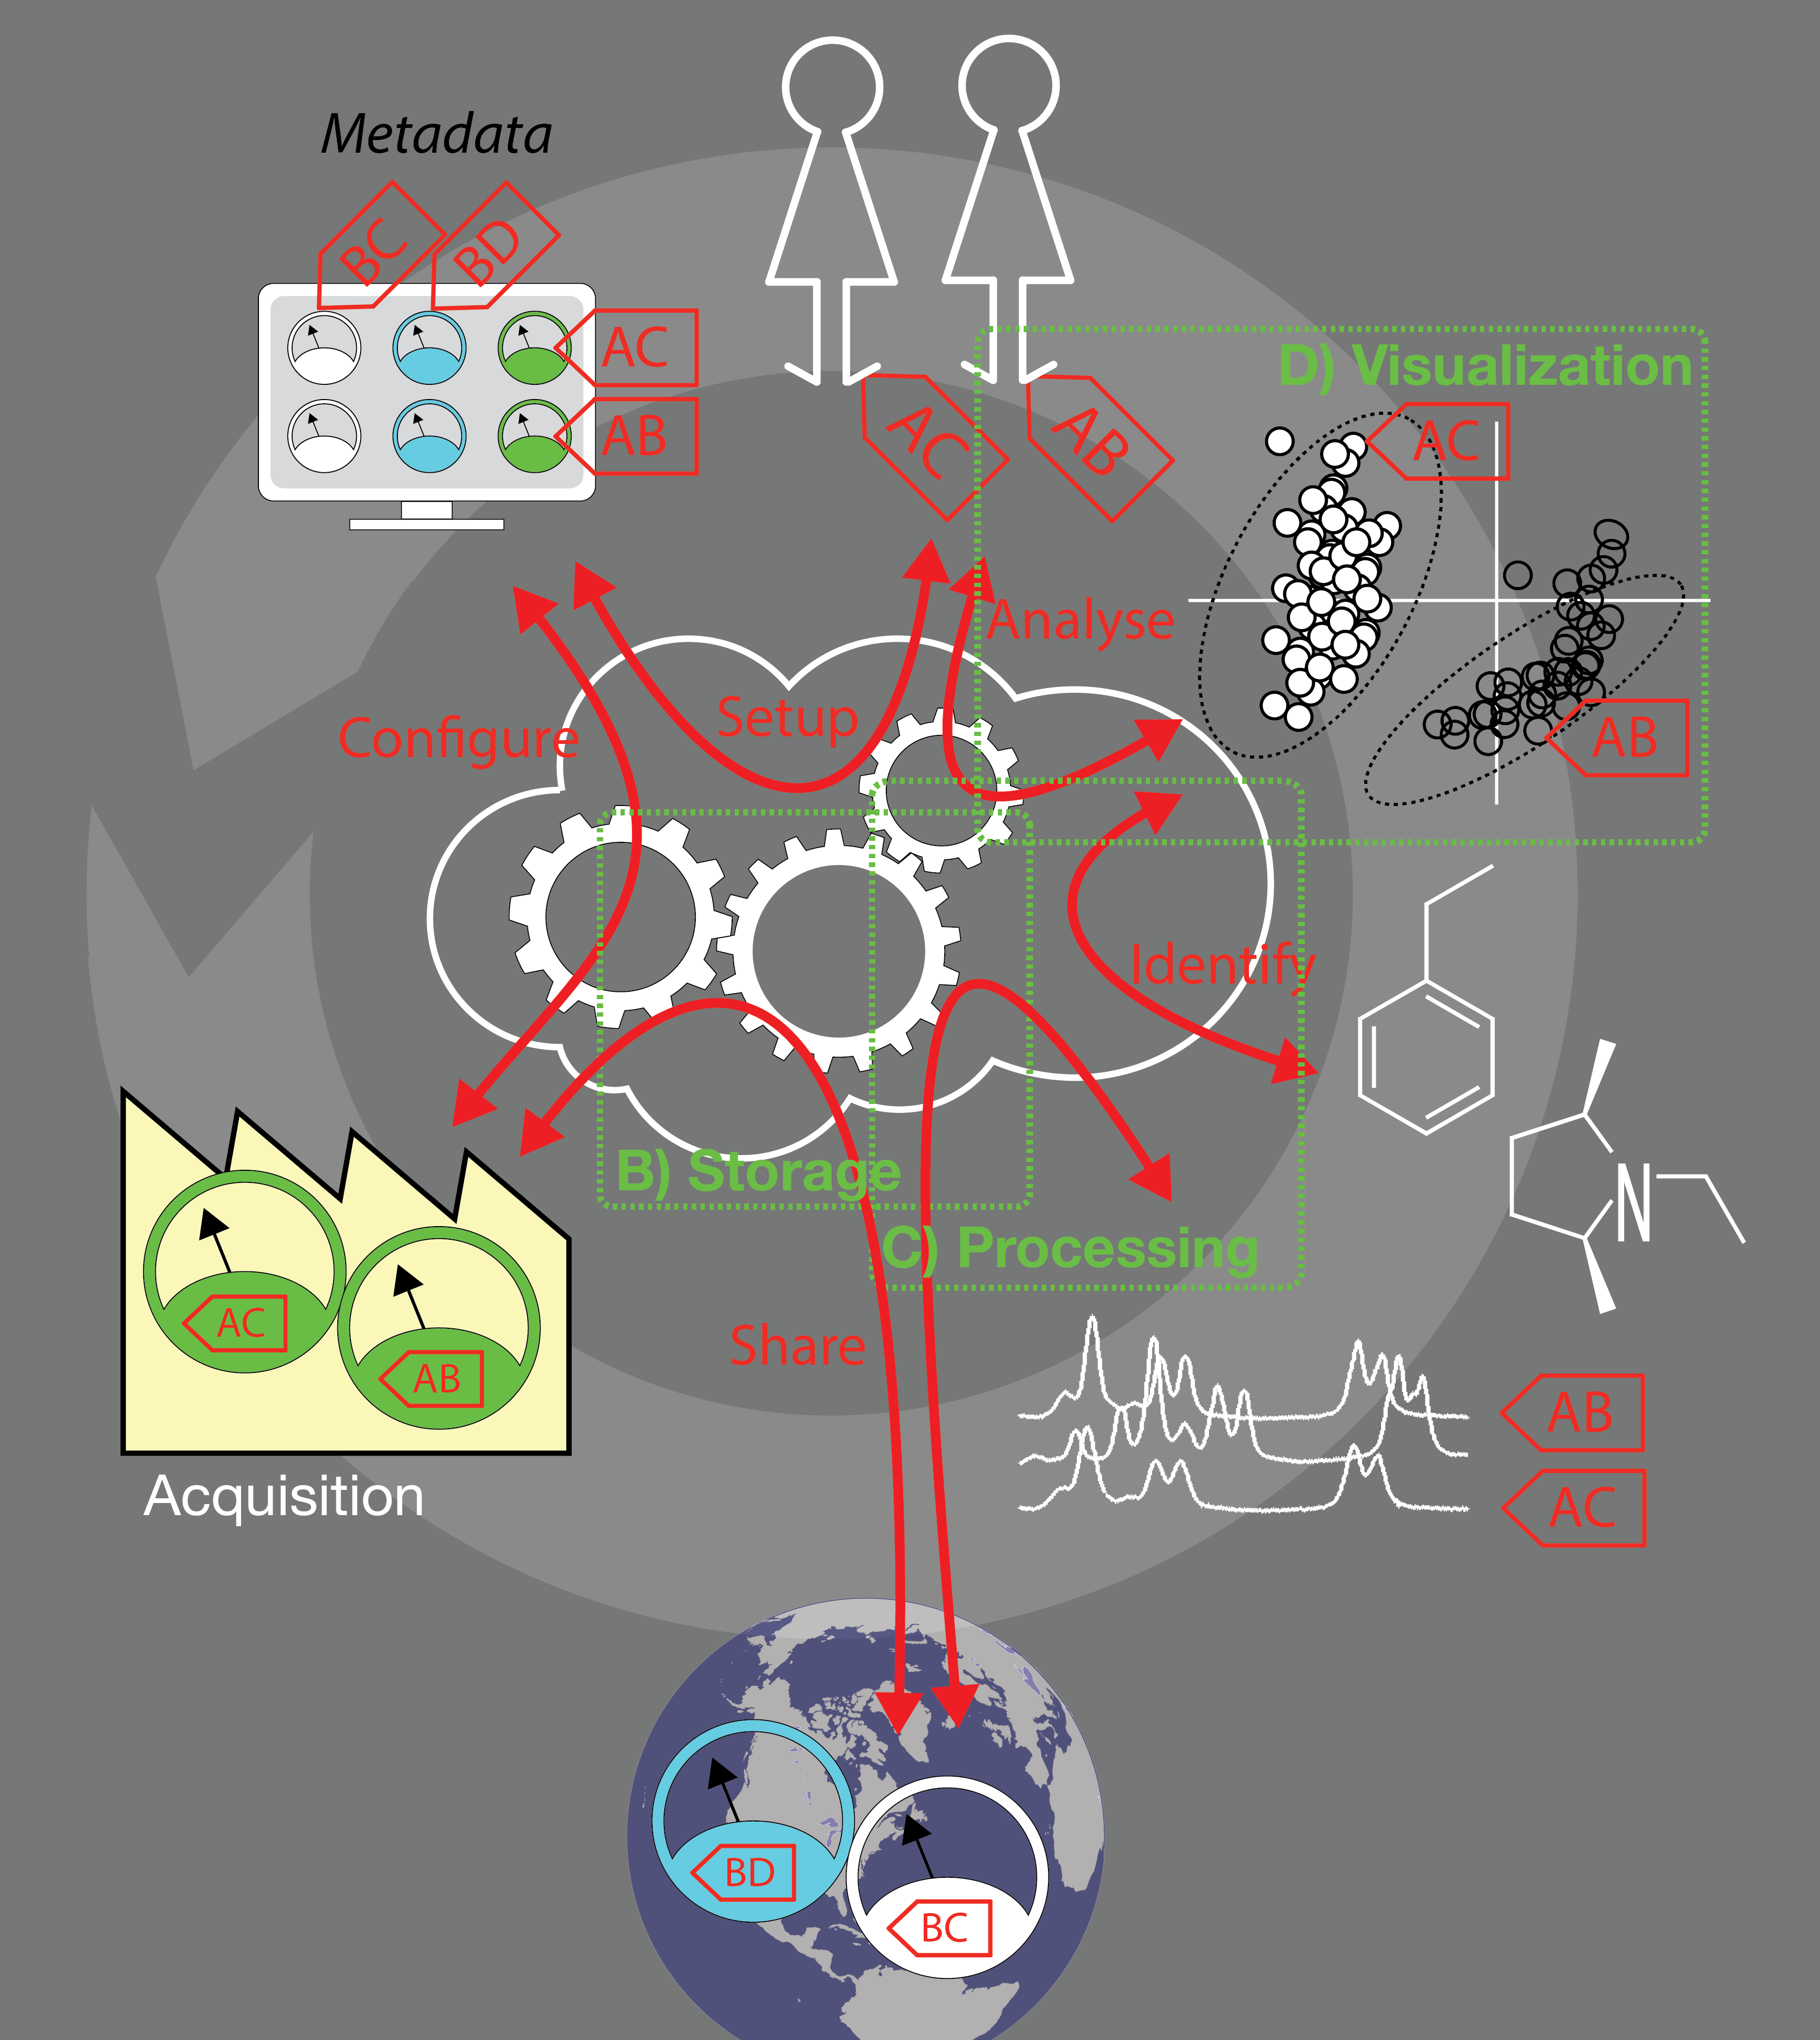 Metadata
BC
BD
AC
AB
AC
AB
D) Visualization
AC
Analyse
Setup
Configure
AB
Identify
B) Storage
C) Processing
AC
AB
Share
N
AB
AC
Acquisition
BD
BC